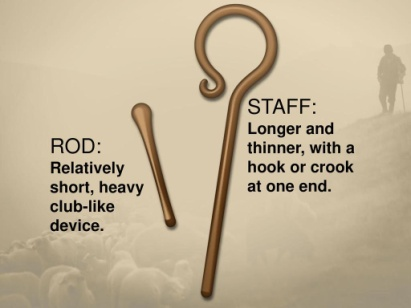 ROD:
Relatively
short, heavy
club-like
device.
STAFF:
Longer and
thinner, with a
hook or crook
at one end.